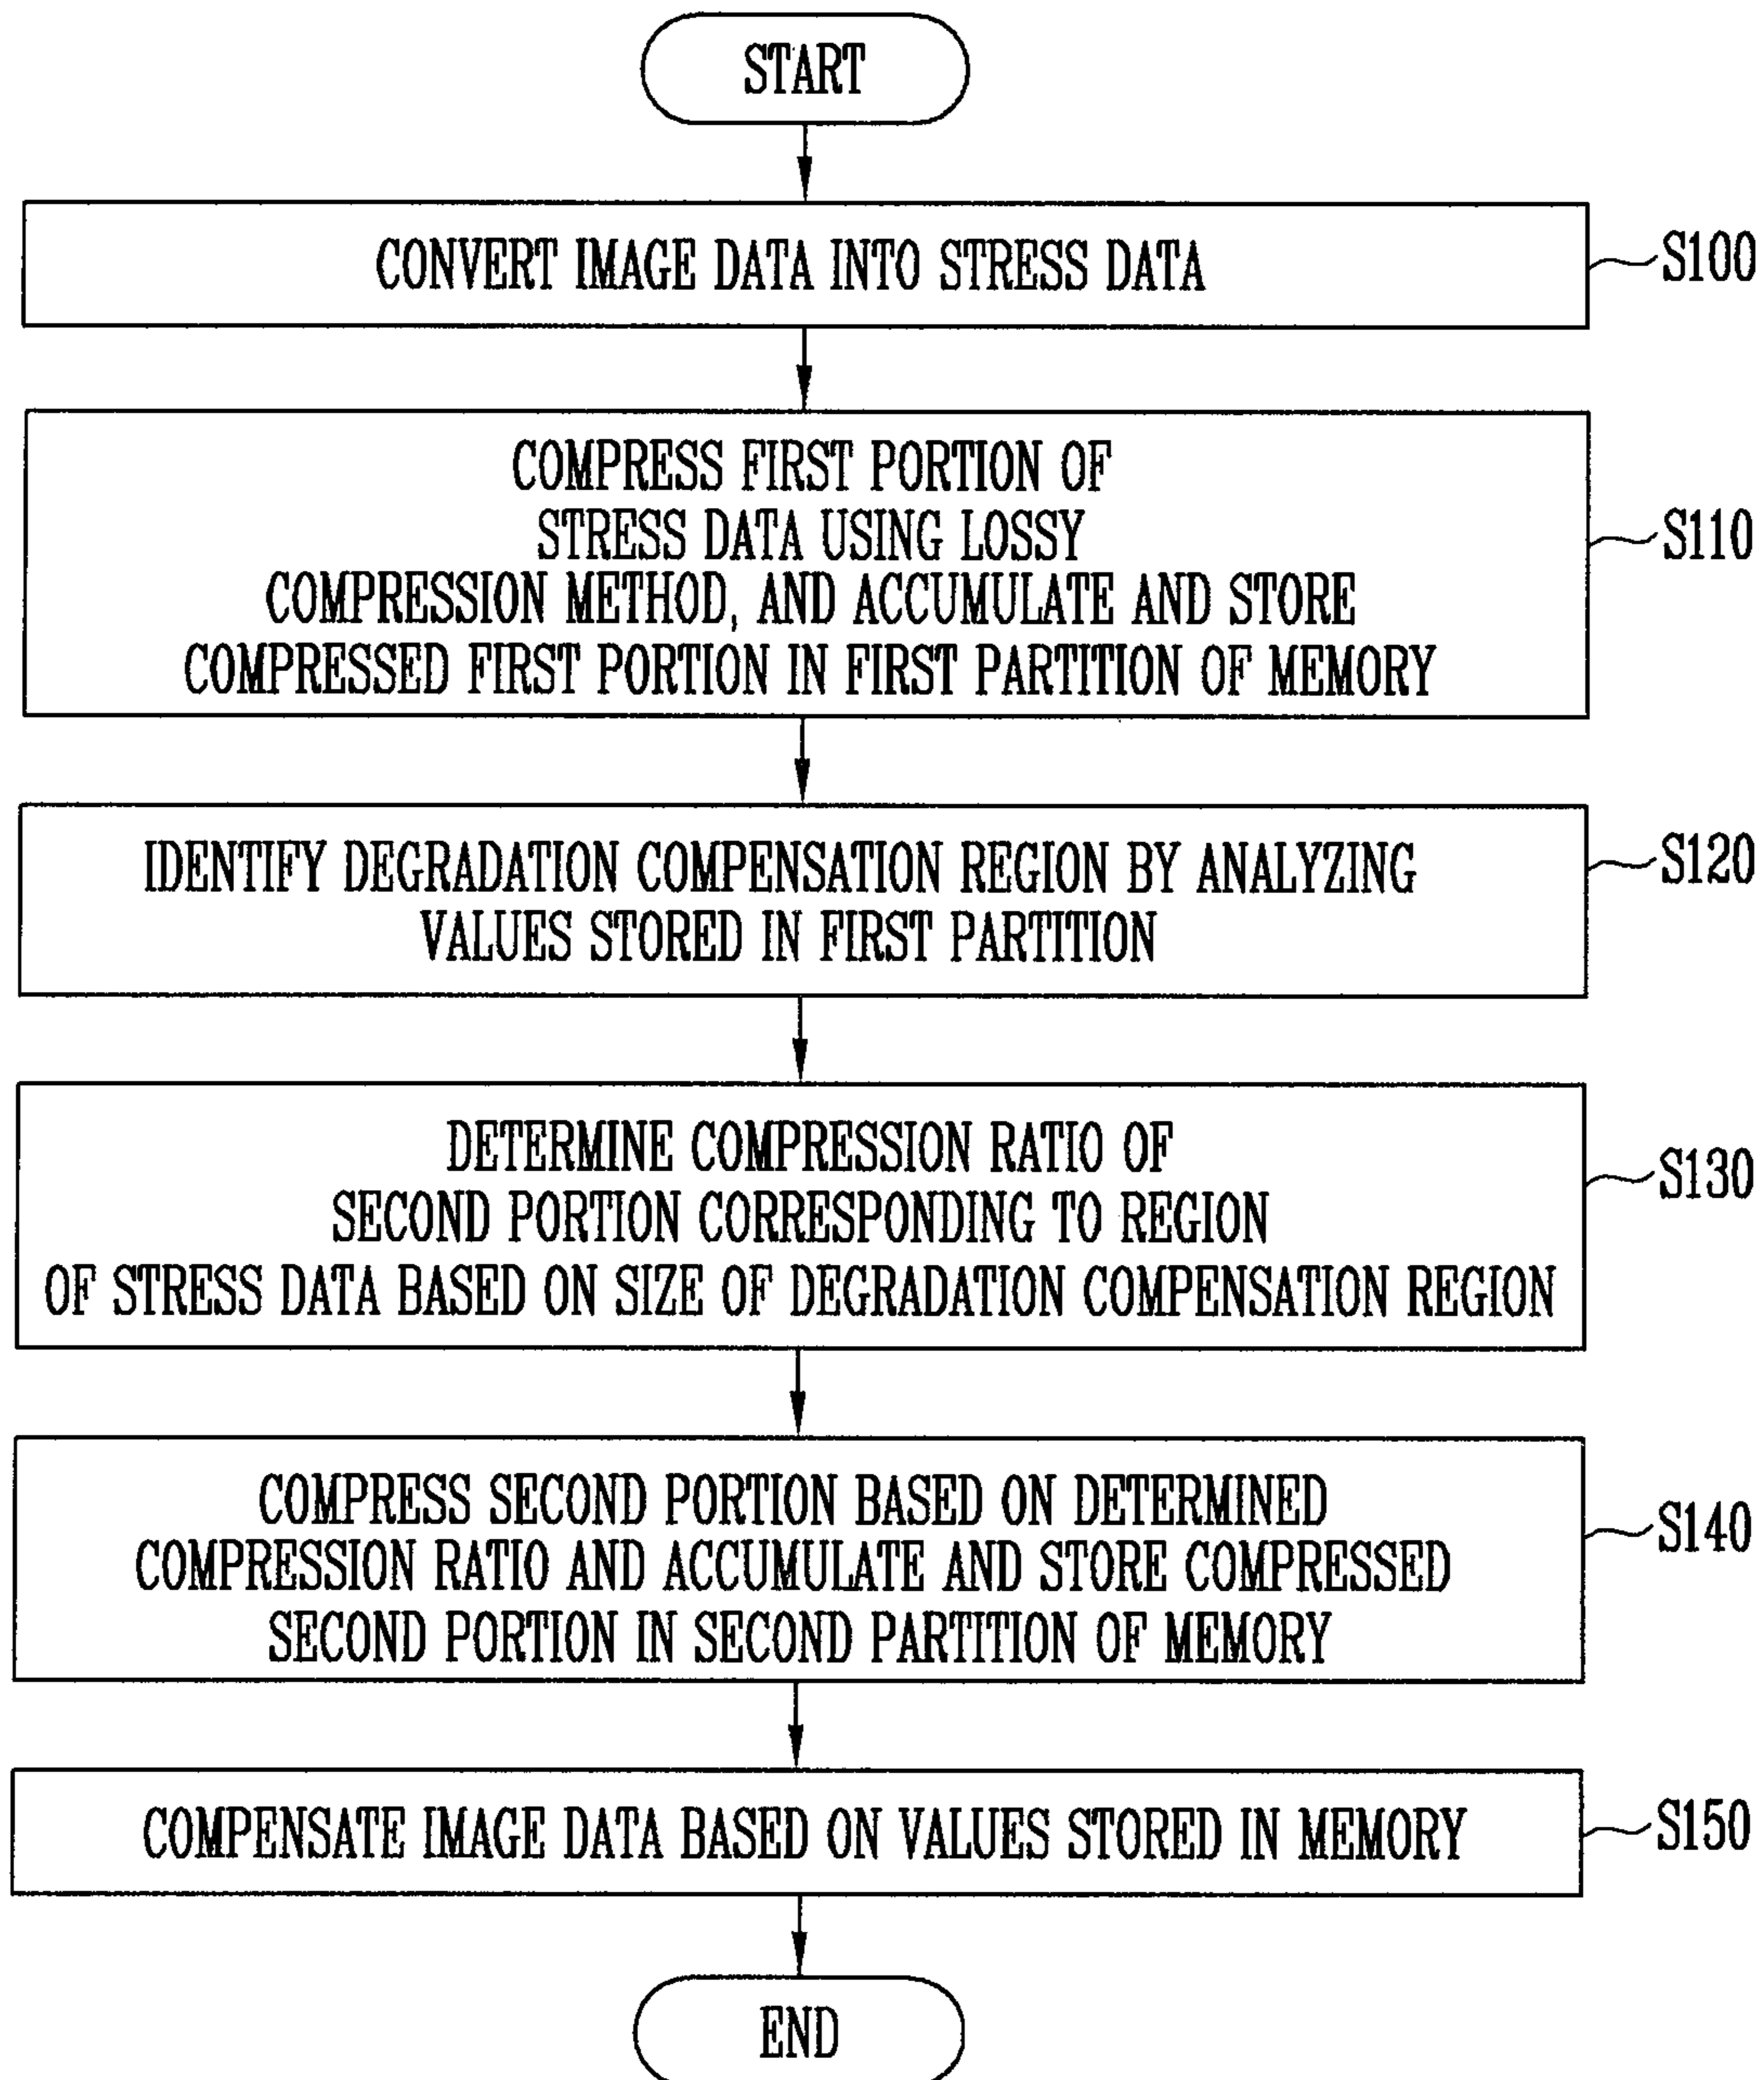 START
CONVERT IMAGE DATA INTO STRESS DATA
S100
COMPRESS FIRST PORTION OF
STRESS DATA USING LOSSY
COMPRESSION METHOD, AND ACCUMULATE AND STORE
COMPRESSED FIRST PORTION IN FIRST PARTITION OF MEMORY
S110
IDENTIFY DEGRADATION COMPENSATION REGION BY ANALYZING
VALUES STORED IN FIRST PARTITION
S120
DETERMINE COMPRESSION RATIO OF
SECOND PORTION CORRESPONDING TO REGION
OF STRESS DATA BASED ON SIZE OF DEGRADATION COMPENSATION REGION
S130
COMPRESS SECOND PORTION BASED ON DETERMINED
COMPRESSION RATIO AND ACCUMULATE AND STORE COMPRESSED
SECOND PORTION IN SECOND PARTITION OF MEMORY
S140
COMPENSATE IMAGE DATA BASED ON VALUES STORED IN MEMORY
S150
END